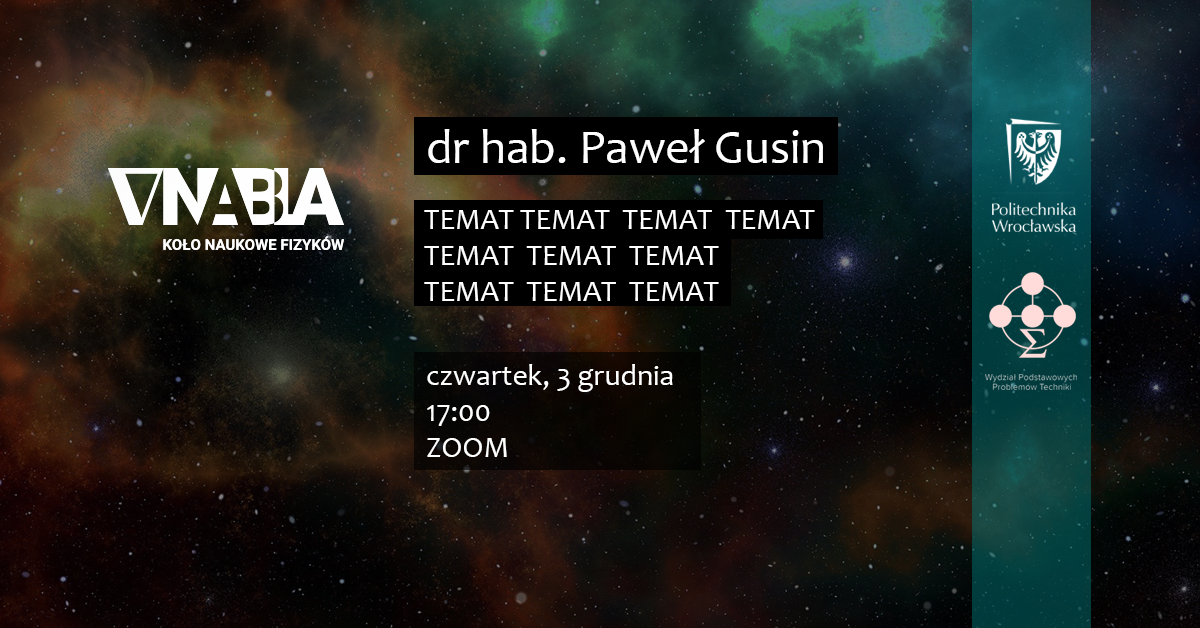 ∇NABLA
KOŁO NAUKOWE FIZYKÓW
dr hab. Paweł Gusin
TEMAT TEMAT TEMAT TEMAT
TEMAT TEMAT TEMAT
TEMAT TEMAT TEMAT
czwartek, 3 grudnia
17:00
ZOOM
Politechnika
Wrocławska
Σ
Wydział Podstawowych
Problemów Techniki